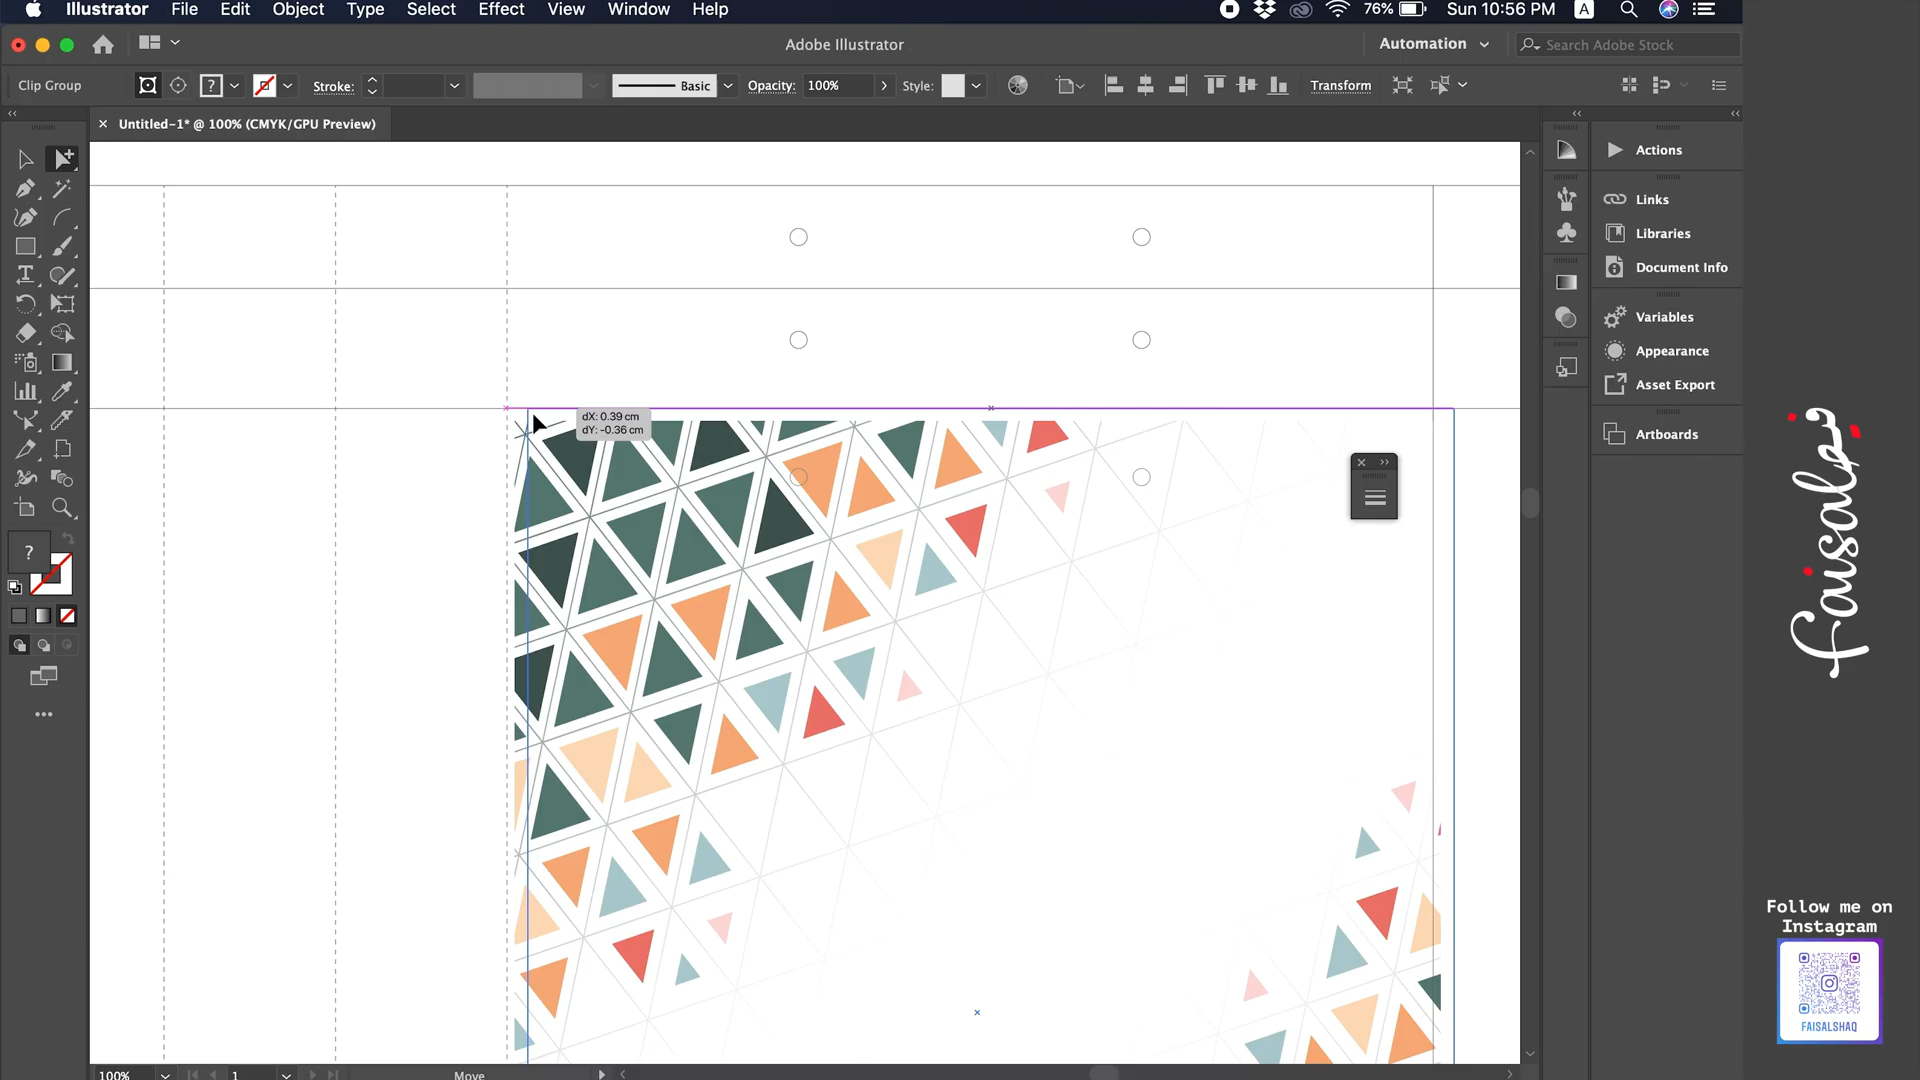 Illustrator File Edit Object Type Select Effect View Window Help 76% Sun 10:56 PM A
Adobe Illustrator Automation Search Adobe Stock
Clip Group ? Stroke: Basic Opacity: 100% Style: Transform
Untitled-1* @ 100% (CMYK/GPU Preview)
Actions
Links
Libraries
Document Info
Variables
Appearance
Asset Export
Artboards
dX: 0.39 cm
dY: -0.36 cm
T
?
faisalsj
Follow me on
Instagram
FAISALSHAQ
100% 1 Move